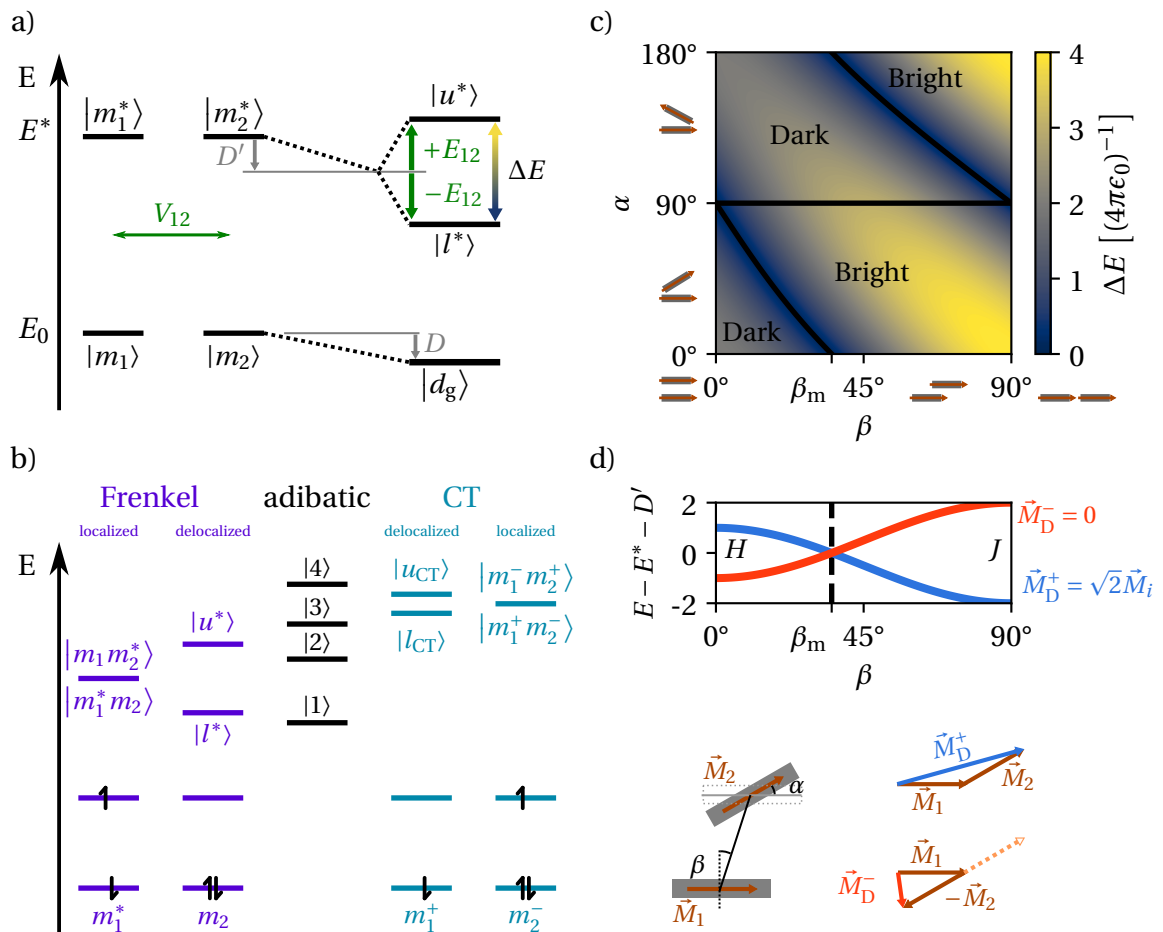 a)
E
E*
|m₁*⟩
|m₂*⟩
D′
|u*⟩
+E₁₂
−E₁₂
ΔE
V₁₂
|l*⟩
E₀
|m₁⟩
|m₂⟩
D
|d_g⟩
c)
180°
90°
0°
α
Bright
Dark
Bright
Dark
0°
βₘ
45°
90°
β
4
3
2
1
0
ΔE [(4πϵ₀)⁻¹]
b)
Frenkel
adibatic
CT
localized
delocalized
delocalized
localized
E
|4⟩
|3⟩
|2⟩
|1⟩
|u_CT⟩
|l_CT⟩
|m₁⁻m₂⁺⟩
|m₁⁺m₂⁻⟩
|u*⟩
|m₁m₂*⟩
|m₁*m₂⟩
|l*⟩
m₁*
m₂
m₁⁺
m₂⁻
d)
E − E* − D′
2
0
-2
H
J
M⃗_D⁻ = 0
M⃗_D⁺ = √2M⃗ᵢ
0°
βₘ
45°
90°
β
M⃗₂
α
β
M⃗₁
M⃗_D⁺
M⃗₁
M⃗₂
M⃗₁
M⃗_D⁻
−M⃗₂